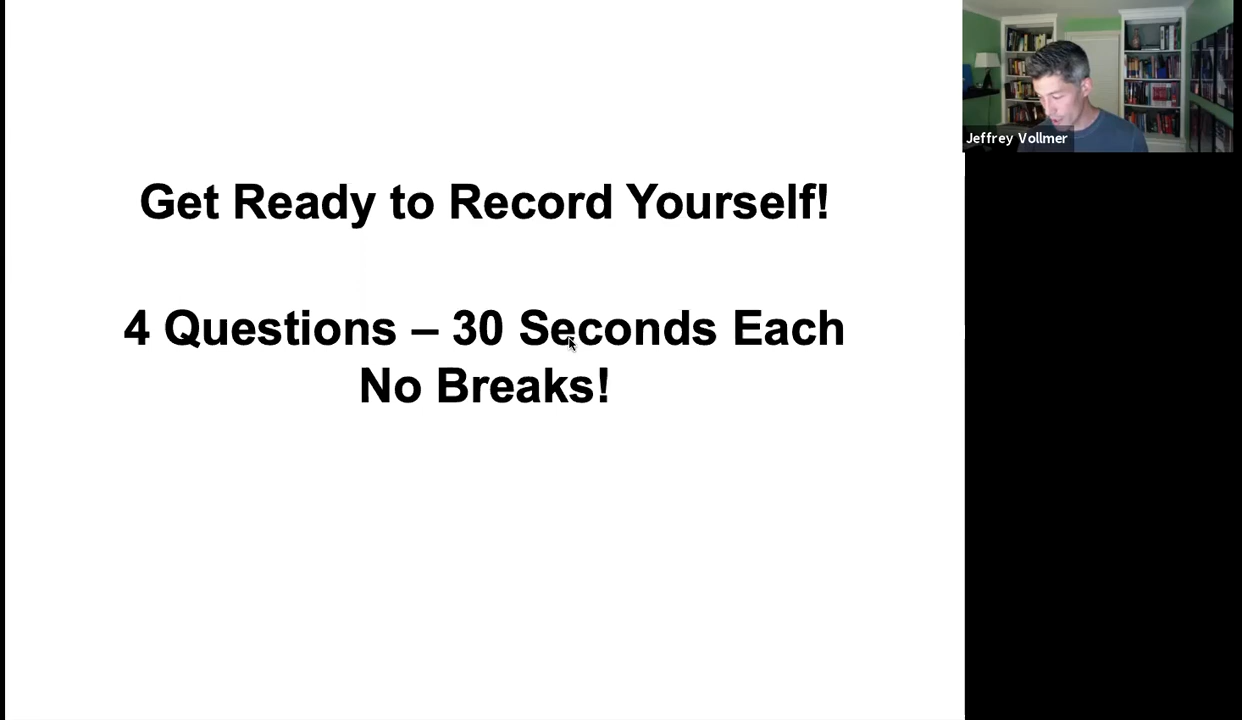 Jeffrey Vollmer
Get Ready to Record Yourself!
4 Questions – 30 Seconds Each
No Breaks!